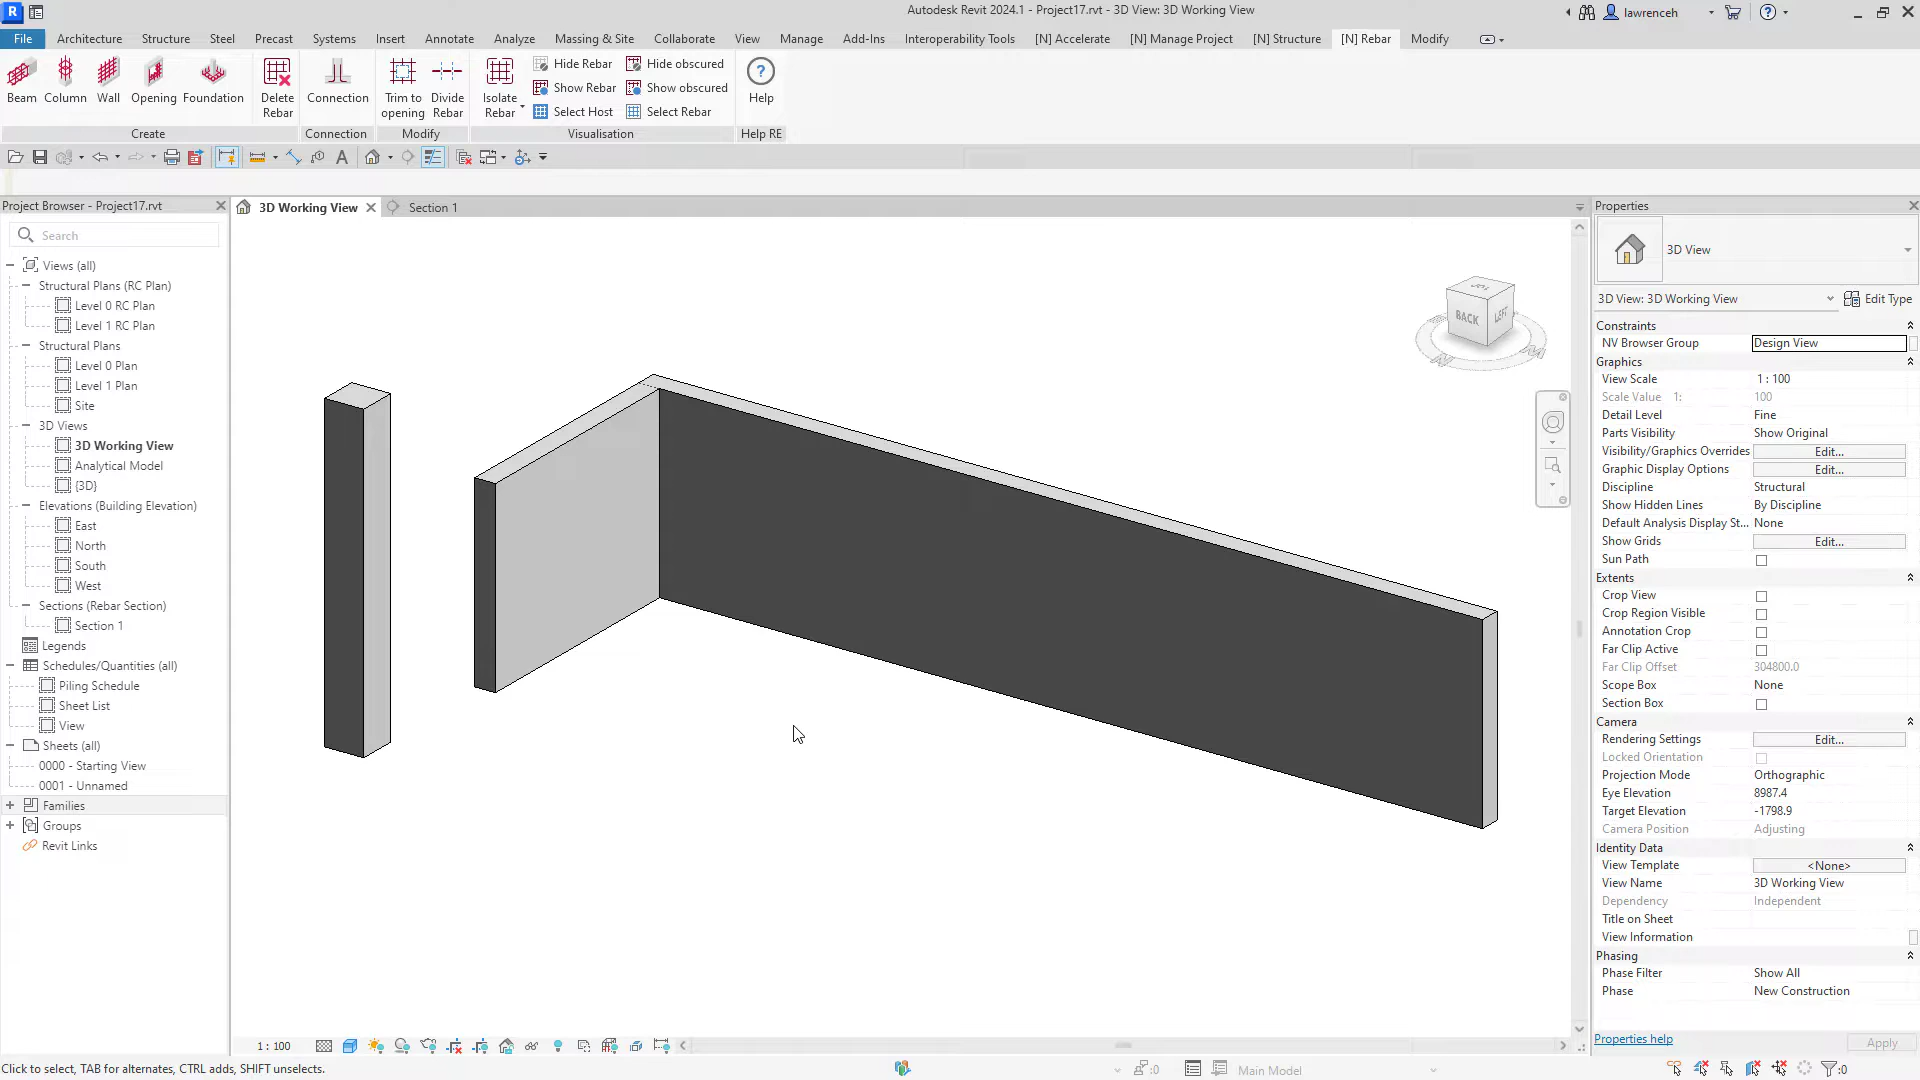 Autodesk Revit 2024.1 - Project17.rvt - 3D View: 3D Working View
lawrenceh
File Architecture Structure Steel Precast Systems Insert Annotate Analyze Massing & Site Collaborate View Manage Add-Ins Interoperability Tools [N] Accelerate [N] Manage Project [N] Structure [N] Rebar Modify
Beam Column Wall Opening Foundation
Delete Rebar
Connection
Trim to opening
Divide Rebar
Isolate Rebar
Hide Rebar Hide obscured
Show Rebar Show obscured
Select Host Select Rebar
Help
Create Connection Modify Visualisation Help RE
Project Browser - Project17.rvt
Search
Views (all)
Structural Plans (RC Plan)
Level 0 RC Plan
Level 1 RC Plan
Structural Plans
Level 0 Plan
Level 1 Plan
Site
3D Views
3D Working View
Analytical Model
{3D}
Elevations (Building Elevation)
East
North
South
West
Sections (Rebar Section)
Section 1
Legends
Schedules/Quantities (all)
Piling Schedule
Sheet List
View
Sheets (all)
0000 - Starting View
0001 - Unnamed
Families
Groups
Revit Links
3D Working View Section 1
TOP
BACK
LEFT
N
1 : 100
Properties
3D View
3D View: 3D Working View Edit Type
Constraints
NV Browser Group Design View
Graphics
View Scale 1 : 100
Scale Value 1: 100
Detail Level Fine
Parts Visibility Show Original
Visibility/Graphics Overrides Edit...
Graphic Display Options Edit...
Discipline Structural
Show Hidden Lines By Discipline
Default Analysis Display St... None
Show Grids Edit...
Sun Path
Extents
Crop View
Crop Region Visible
Annotation Crop
Far Clip Active
Far Clip Offset 304800.0
Scope Box None
Section Box
Camera
Rendering Settings Edit...
Locked Orientation
Projection Mode Orthographic
Eye Elevation 8987.4
Target Elevation -1798.9
Camera Position Adjusting
Identity Data
View Template <None>
View Name 3D Working View
Dependency Independent
Title on Sheet
View Information
Phasing
Phase Filter Show All
Phase New Construction
Properties help Apply
Click to select, TAB for alternates, CTRL adds, SHIFT unselects.
:0
Main Model
:0